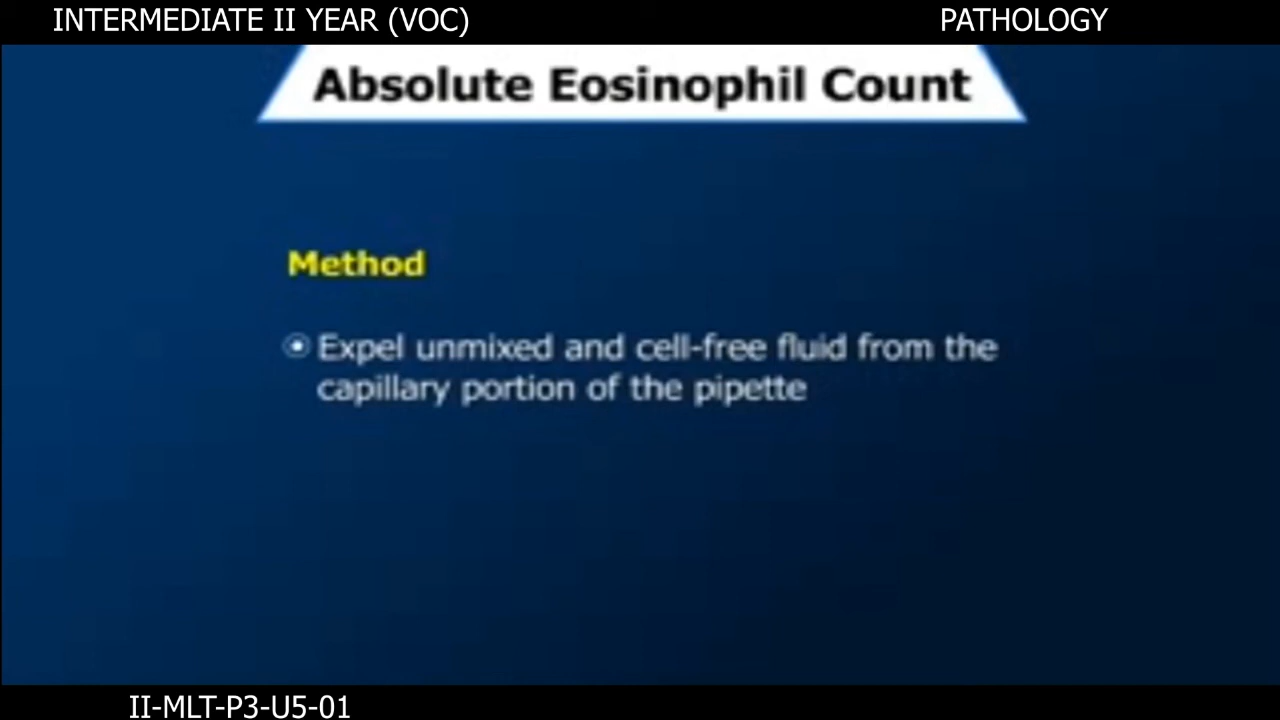 INTERMEDIATE II YEAR (VOC) PATHOLOGY
Absolute Eosinophil Count
Method
Expel unmixed and cell-free fluid from the
capillary portion of the pipette
II-MLT-P3-U5-01